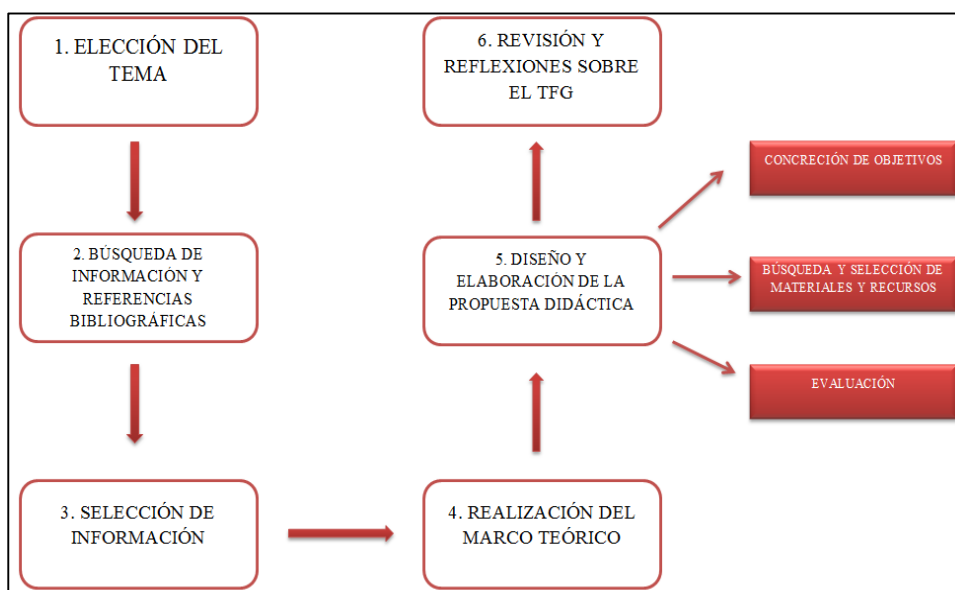 1. ELECCIÓN DEL
TEMA
2. BÚSQUEDA DE
INFORMACIÓN Y
REFERENCIAS
BIBLIOGRÁFICAS
3. SELECCIÓN DE
INFORMACIÓN
4. REALIZACIÓN DEL
MARCO TEÓRICO
5. DISEÑO Y
ELABORACIÓN DE LA
PROPUESTA DIDÁCTICA
6. REVISIÓN Y
REFLEXIONES SOBRE
EL TFG
CONCRECIÓN DE OBJETIVOS
BÚSQUEDA Y SELECCIÓN DE
MATERIALES Y RECURSOS
EVALUACIÓN